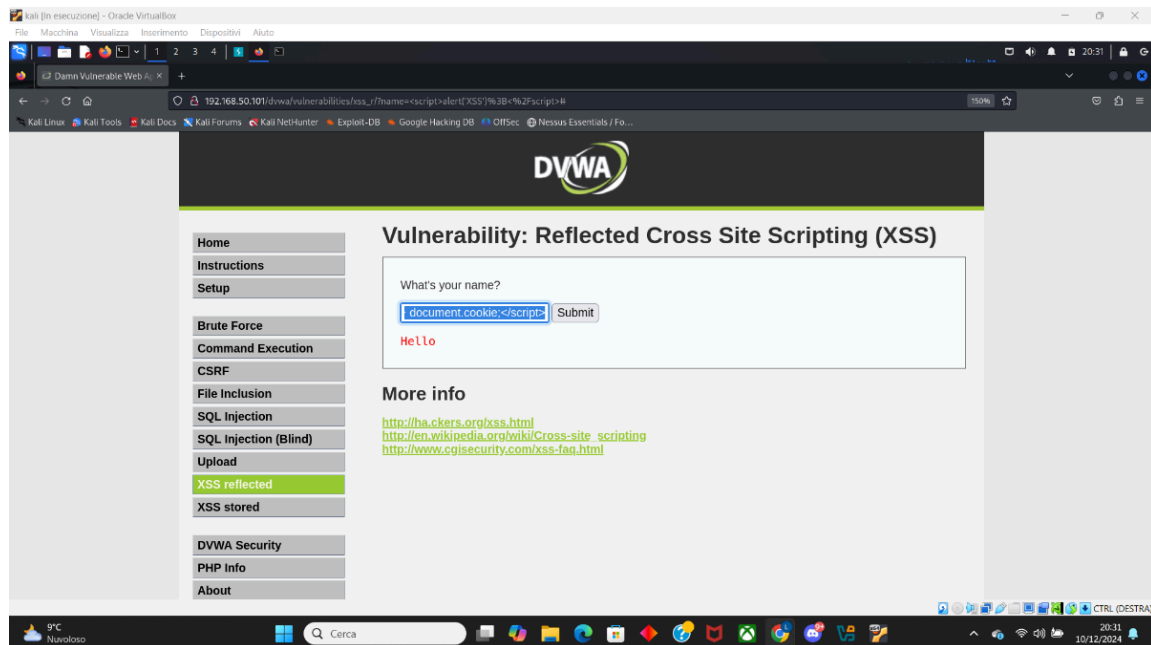 kali [In esecuzione] - Oracle VirtualBox
File Macchina Visualizza Inserimento Dispositivi Aiuto
1 2 3 4
20:31
Damn Vulnerable Web Ap
192.168.50.101/dvwa/vulnerabilities/xss_r/?name=<script>alert('XSS')%3B<%2Fscript>#
150%
Kali Linux Kali Tools Kali Docs Kali Forums Kali NetHunter Exploit-DB Google Hacking DB OffSec Nessus Essentials / Fo...
DVWA
Home
Instructions
Setup
Brute Force
Command Execution
CSRF
File Inclusion
SQL Injection
SQL Injection (Blind)
Upload
XSS reflected
XSS stored
DVWA Security
PHP Info
About
Vulnerability: Reflected Cross Site Scripting (XSS)
What's your name?
document.cookie;</script> Submit
Hello
More info
http://ha.ckers.org/xss.html
http://en.wikipedia.org/wiki/Cross-site_scripting
http://www.cgisecurity.com/xss-faq.html
CTRL (DESTRA)
9°C
Nuvoloso
Cerca
20:31
10/12/2024